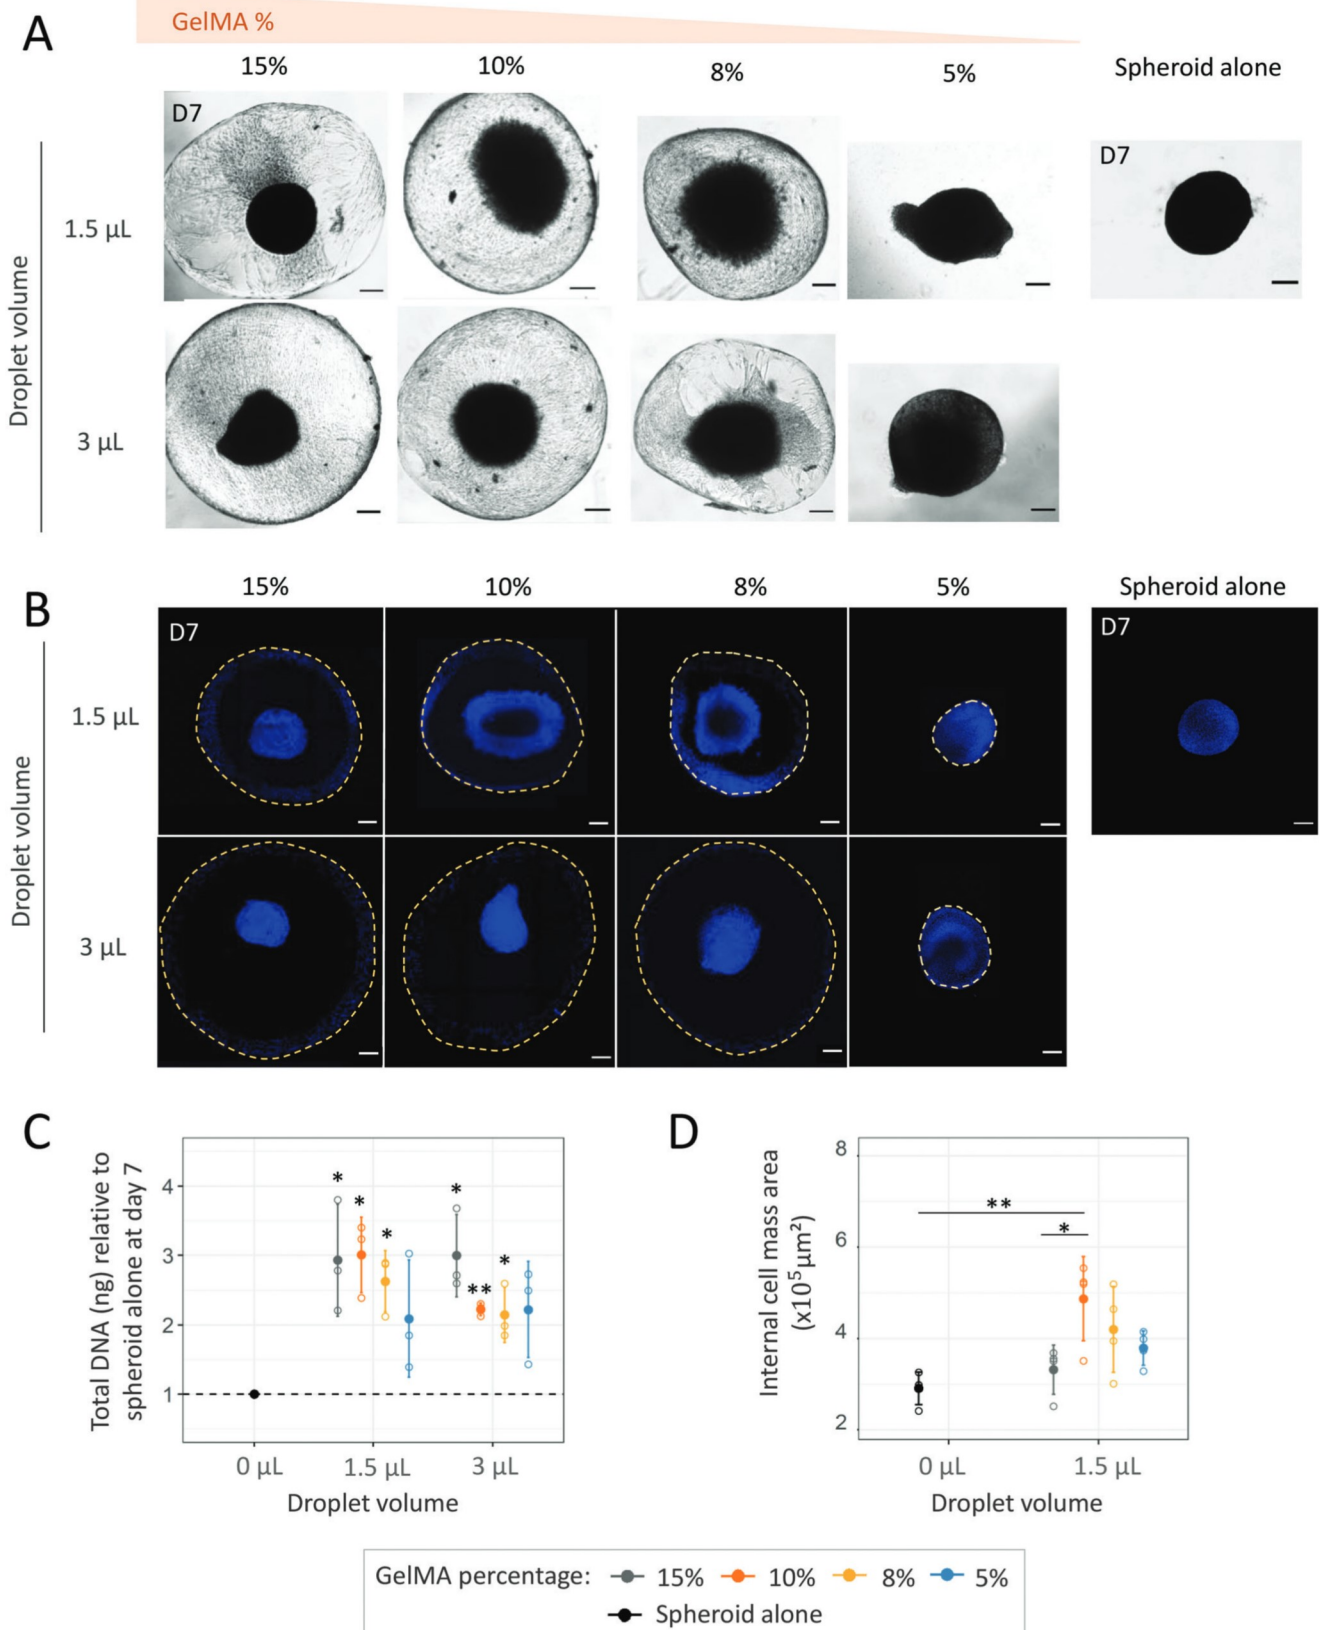 A
GelMA %
15%
10%
8%
5%
Spheroid alone
D7
D7
Droplet volume
1.5 µL
3 µL
B
15%
10%
8%
5%
Spheroid alone
D7
D7
Droplet volume
1.5 µL
3 µL
C
Total DNA (ng) relative to
spheroid alone at day 7
4
3
2
1
*
*
*
*
**
*
0 µL
1.5 µL
3 µL
Droplet volume
D
Internal cell mass area
(x10⁵µm²)
8
6
4
2
**
*
0 µL
1.5 µL
Droplet volume
GelMA percentage: 15% 10% 8% 5%
Spheroid alone